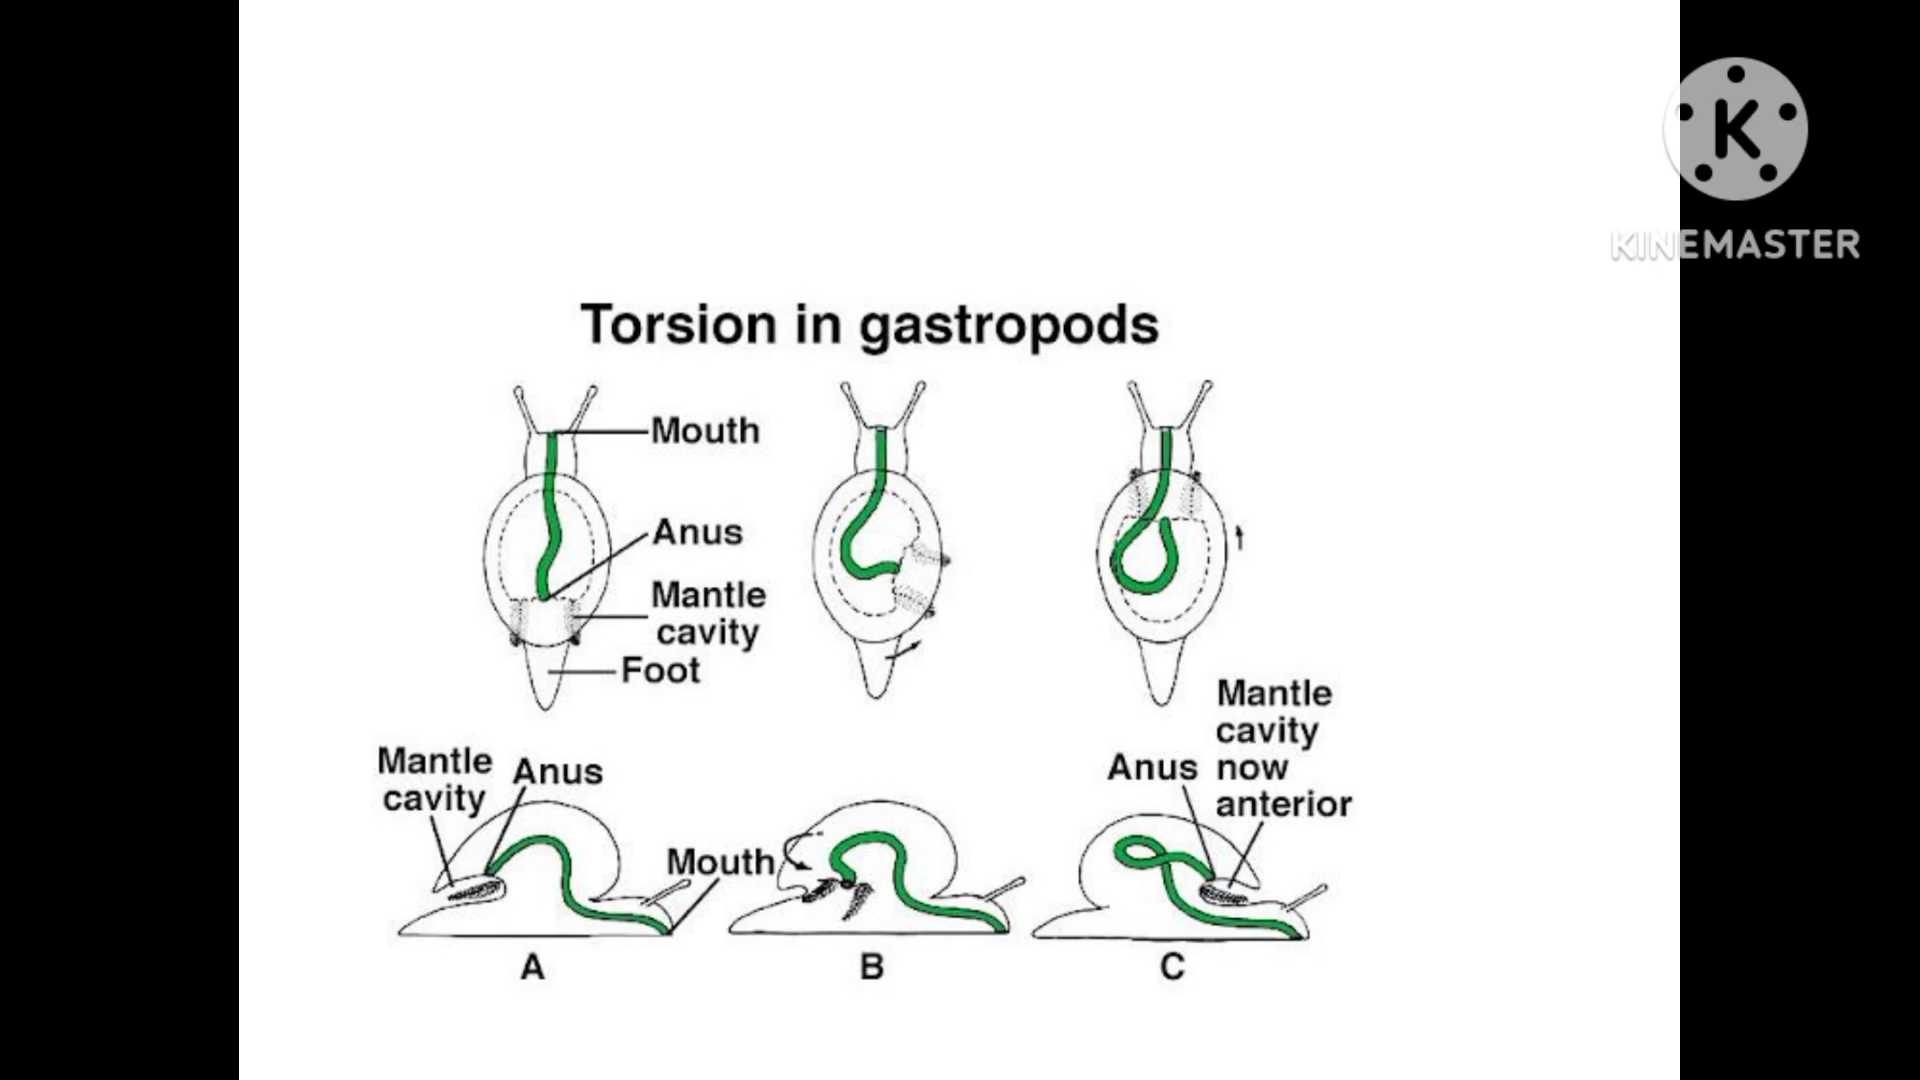 K
KINEMASTER
Torsion in gastropods
Mouth
Anus
Mantle
cavity
Foot
Mantle
cavity
Anus
Mouth
Anus
Mantle
cavity
now
anterior
A
B
C